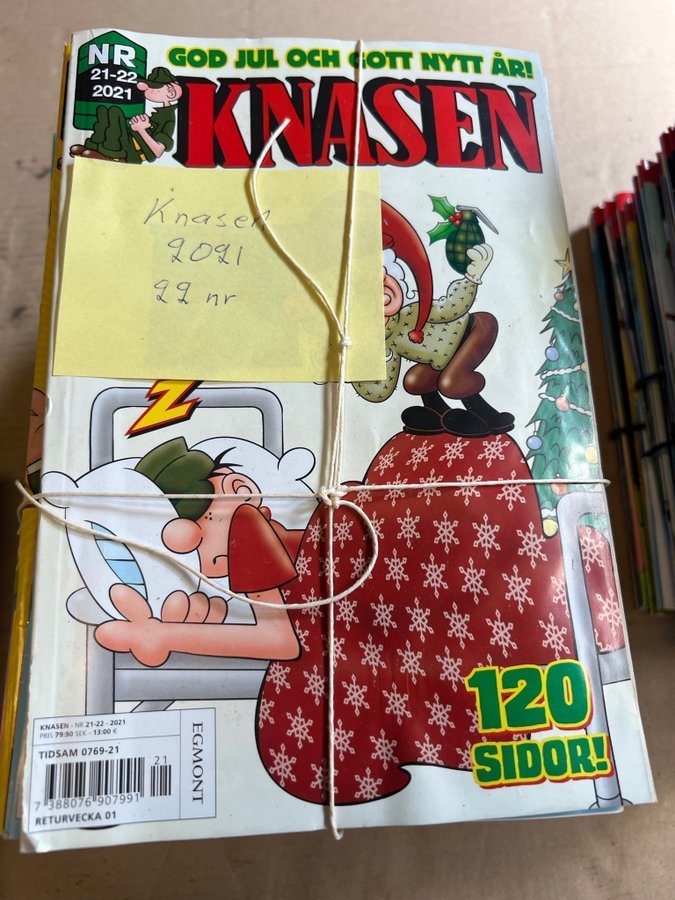 NR
21-22
2021
GOD JUL OCH GOTT NYTT ÅR!
KNASEN
Knasen
2021
22 nr
Z
120
SIDOR!
KNASEN - NR 21-22 - 2021
PRIS 79:90 SEK - 13:00 €
TIDSAM 0769-21
21
7 388076 907991
RETURVECKA 01
EGMONT